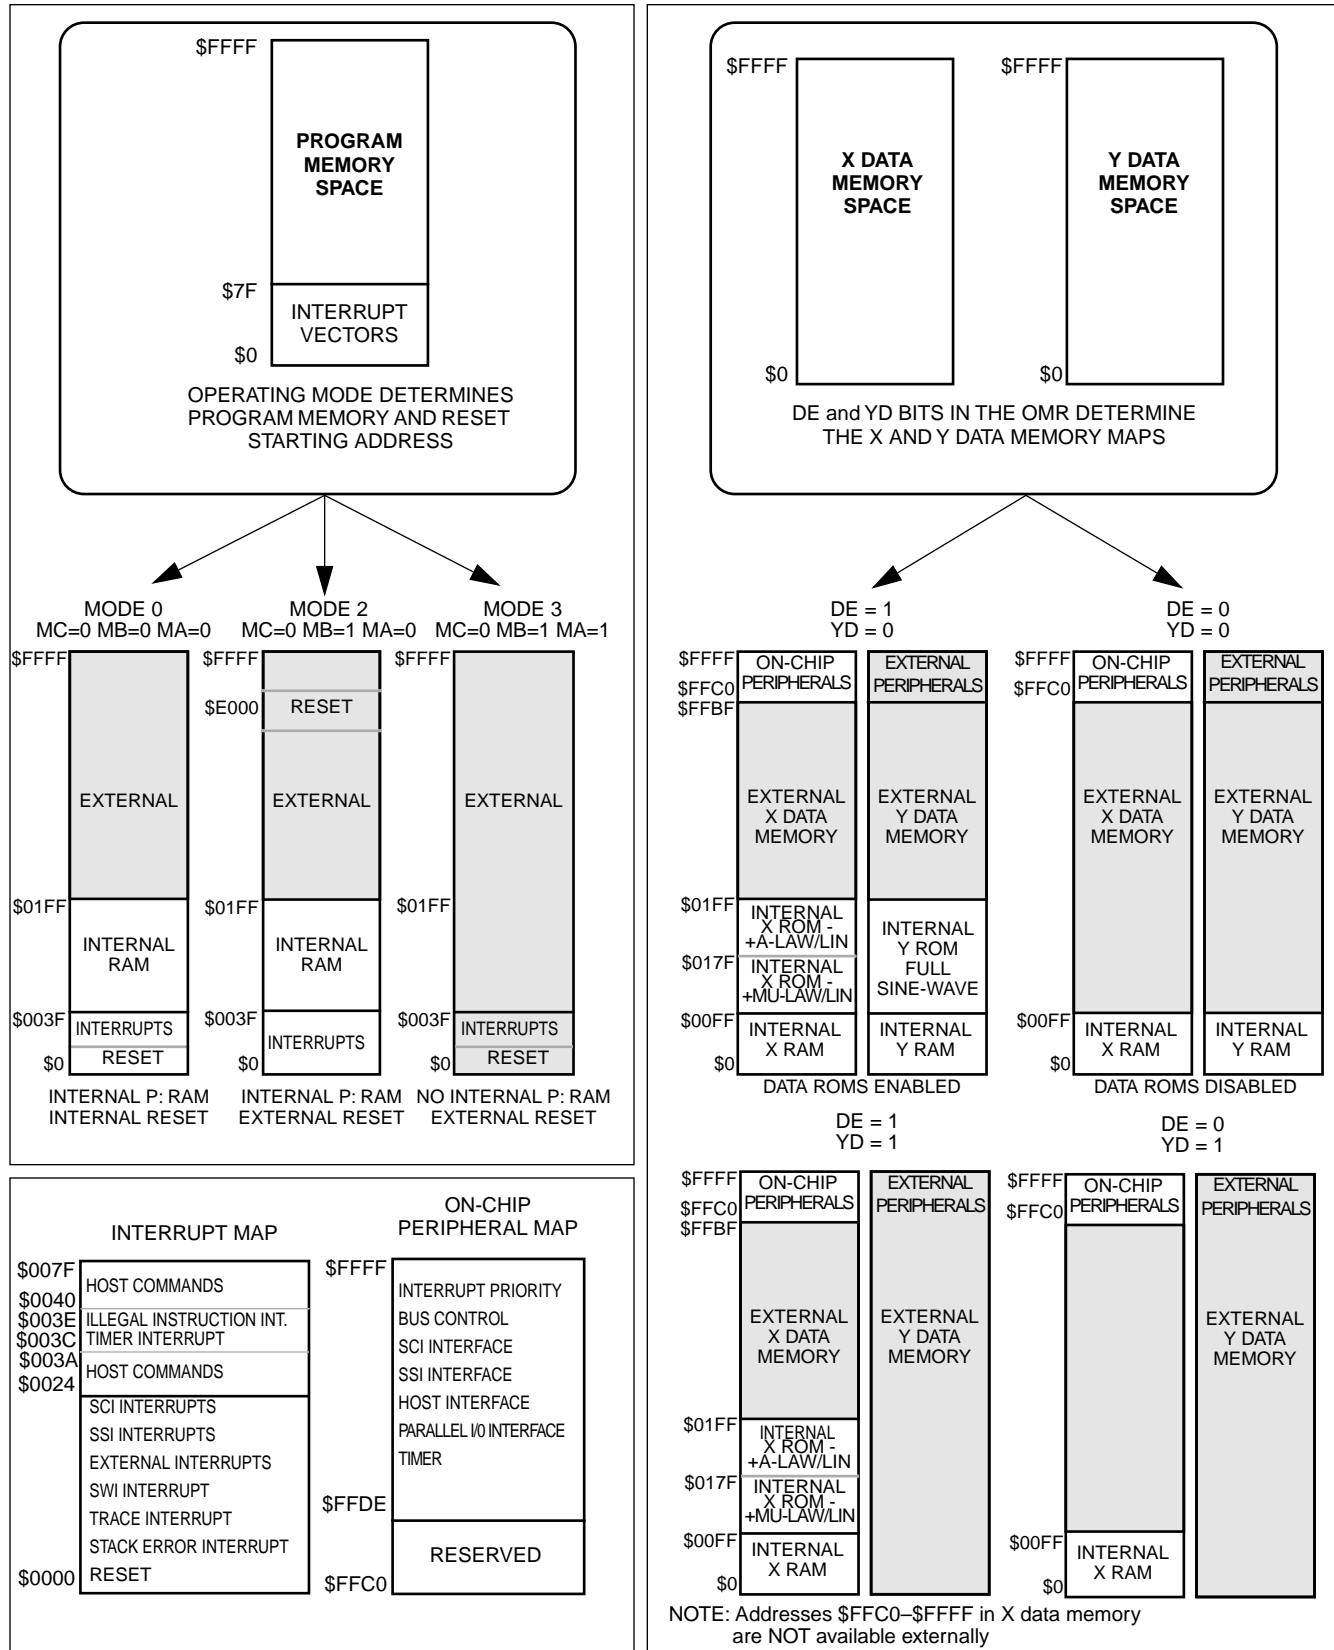 $FFFF
PROGRAM
MEMORY
SPACE
$7F
INTERRUPT
VECTORS
$0
OPERATING MODE DETERMINES
PROGRAM MEMORY AND RESET
STARTING ADDRESS
MODE 0
MC=0 MB=0 MA=0
$FFFF
EXTERNAL
$01FF
INTERNAL
RAM
$003F
INTERRUPTS
RESET
$0
INTERNAL P: RAM
INTERNAL RESET
MODE 2
MC=0 MB=1 MA=0
$FFFF
$E000
RESET
EXTERNAL
$01FF
INTERNAL
RAM
$003F
INTERRUPTS
$0
INTERNAL P: RAM
EXTERNAL RESET
MODE 3
MC=0 MB=1 MA=1
$FFFF
EXTERNAL
$01FF
$003F
INTERRUPTS
RESET
$0
NO INTERNAL P: RAM
EXTERNAL RESET
INTERRUPT MAP
$007F
HOST COMMANDS
$0040
$003E
ILLEGAL INSTRUCTION INT.
$003C
TIMER INTERRUPT
$003A
HOST COMMANDS
$0024
SCI INTERRUPTS
SSI INTERRUPTS
EXTERNAL INTERRUPTS
SWI INTERRUPT
TRACE INTERRUPT
STACK ERROR INTERRUPT
RESET
$0000
ON-CHIP
PERIPHERAL MAP
$FFFF
INTERRUPT PRIORITY
BUS CONTROL
SCI INTERFACE
SSI INTERFACE
HOST INTERFACE
PARALLEL I/0 INTERFACE
TIMER
$FFDE
RESERVED
$FFC0
$FFFF
X DATA
MEMORY
SPACE
$0
$FFFF
Y DATA
MEMORY
SPACE
$0
DE and YD BITS IN THE OMR DETERMINE
THE X AND Y DATA MEMORY MAPS
DE = 1
YD = 0
$FFFF
ON-CHIP
PERIPHERALS
$FFC0
$FFBF
EXTERNAL
X DATA
MEMORY
$01FF
INTERNAL
X ROM -
+A-LAW/LIN
$017F
INTERNAL
X ROM -
+MU-LAW/LIN
$00FF
INTERNAL
X RAM
$0
EXTERNAL
PERIPHERALS
EXTERNAL
Y DATA
MEMORY
INTERNAL
Y ROM
FULL
SINE-WAVE
INTERNAL
Y RAM
DATA ROMS ENABLED
DE = 0
YD = 0
$FFFF
ON-CHIP
PERIPHERALS
$FFC0
EXTERNAL
X DATA
MEMORY
$00FF
INTERNAL
X RAM
$0
EXTERNAL
PERIPHERALS
EXTERNAL
Y DATA
MEMORY
INTERNAL
Y RAM
DATA ROMS DISABLED
DE = 1
YD = 1
$FFFF
ON-CHIP
PERIPHERALS
$FFC0
$FFBF
EXTERNAL
X DATA
MEMORY
$01FF
INTERNAL
X ROM -
+A-LAW/LIN
$017F
INTERNAL
X ROM -
+MU-LAW/LIN
$00FF
INTERNAL
X RAM
$0
EXTERNAL
PERIPHERALS
EXTERNAL
Y DATA
MEMORY
DE = 0
YD = 1
$FFFF
ON-CHIP
PERIPHERALS
$FFC0
$00FF
INTERNAL
X RAM
$0
EXTERNAL
PERIPHERALS
EXTERNAL
Y DATA
MEMORY
NOTE: Addresses $FFC0–$FFFF in X data memory
are NOT available externally